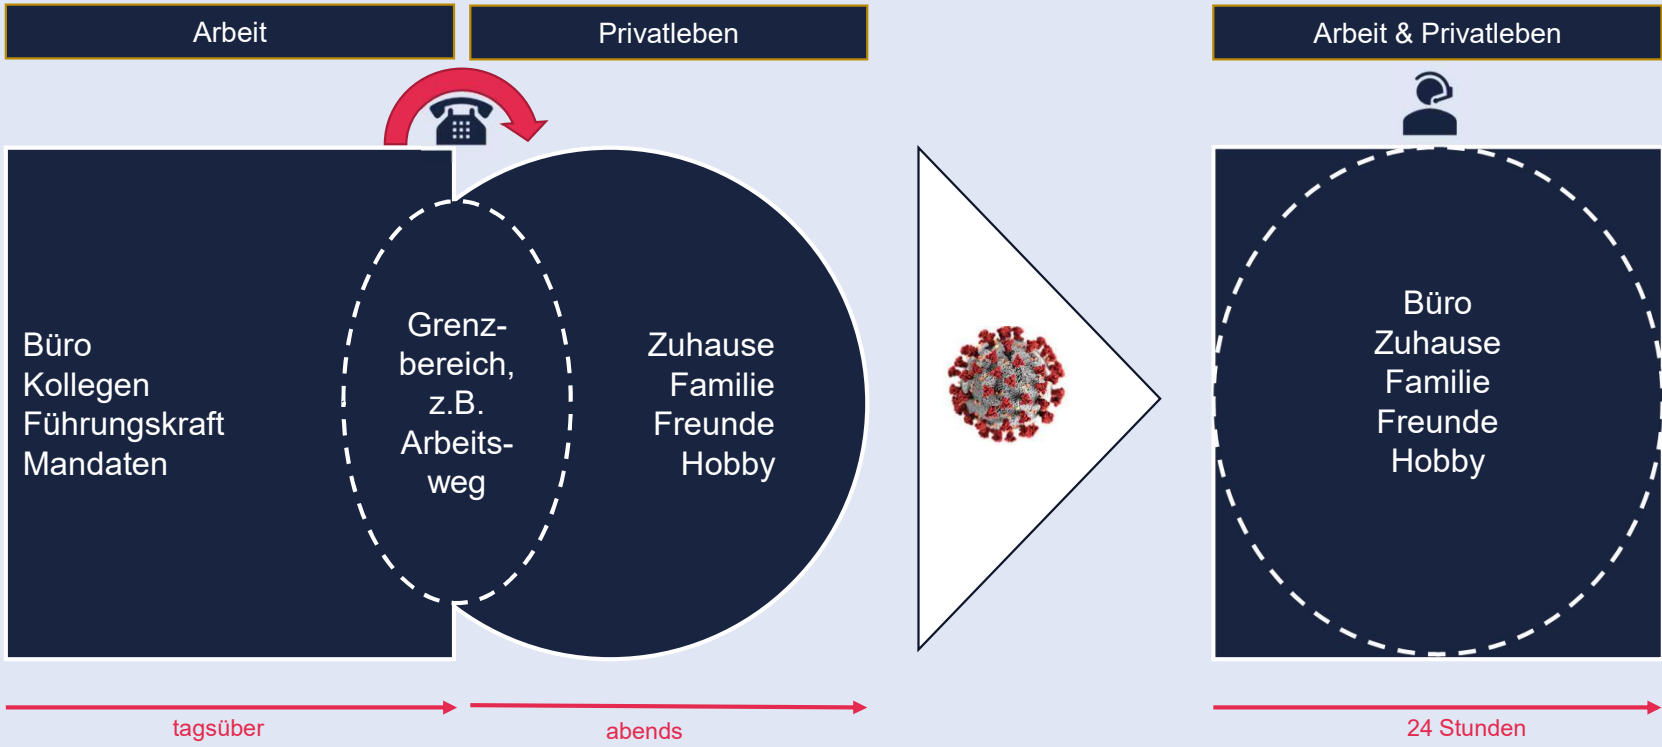 Arbeit
Privatleben
Arbeit & Privatleben
Büro
Kollegen
Führungskraft
Mandaten
Grenz-
bereich,
z.B.
Arbeits-
weg
Zuhause
Familie
Freunde
Hobby
Büro
Zuhause
Familie
Freunde
Hobby
tagsüber
abends
24 Stunden